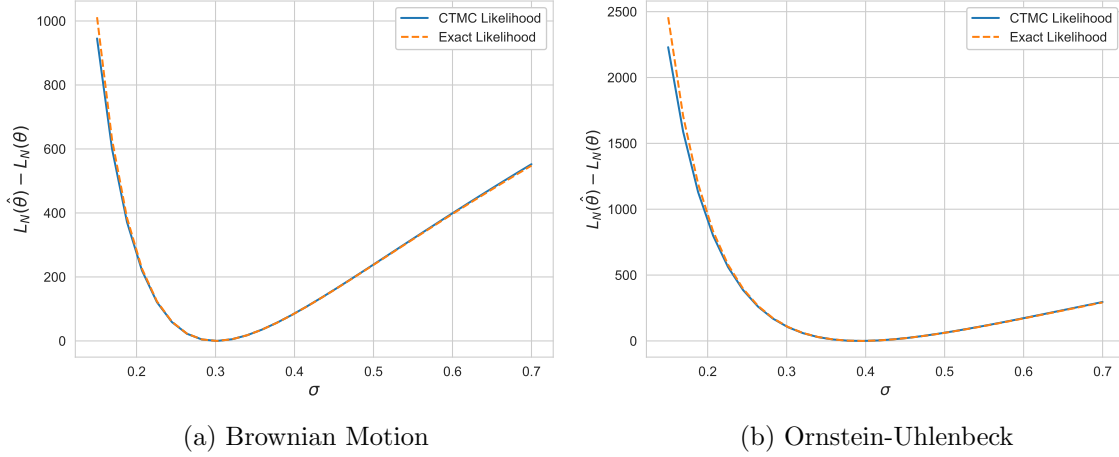 1000
800
600
400
200
0
0.2 0.3 0.4 0.5 0.6 0.7
σ
L_N(θ̂) − L_N(θ)
CTMC Likelihood
Exact Likelihood
(a) Brownian Motion
2500
2000
1500
1000
500
0
0.2 0.3 0.4 0.5 0.6 0.7
σ
L_N(θ̂) − L_N(θ)
CTMC Likelihood
Exact Likelihood
(b) Ornstein-Uhlenbeck